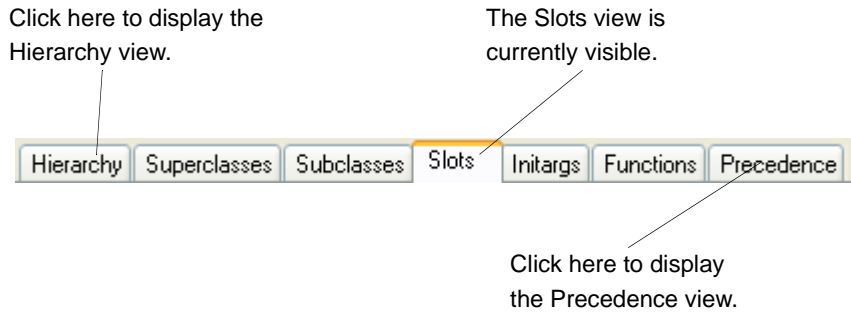 Click here to display the
Hierarchy view.
The Slots view is
currently visible.
Hierarchy Superclasses Subclasses Slots Initargs Functions Precedence
Click here to display
the Precedence view.